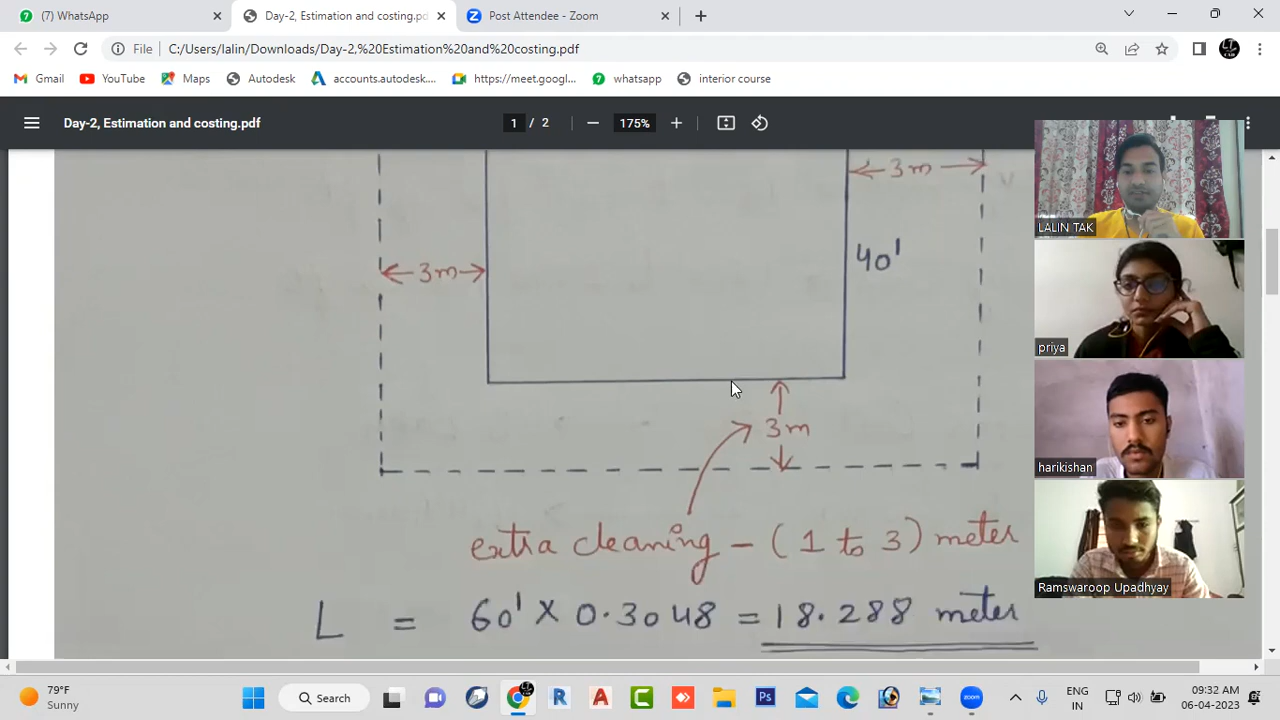 (7) WhatsApp
Day-2, Estimation and costing.pd
Post Attendee - Zoom
File
C:/Users/lalin/Downloads/Day-2,%20Estimation%20and%20costing.pdf
Gmail
YouTube
Maps
Autodesk
accounts.autodesk....
https://meet.googl...
whatsapp
interior course
Day-2, Estimation and costing.pdf
1 / 2
175%
3m
40'
3m
3m
extra cleaning - (1 to 3) meter
L = 60' X 0.3048 = 18.288 meter
LALIN TAK
priya
harikishan
Ramswaroop Upadhyay
79°F
Sunny
Search
ENG
IN
09:32 AM
06-04-2023